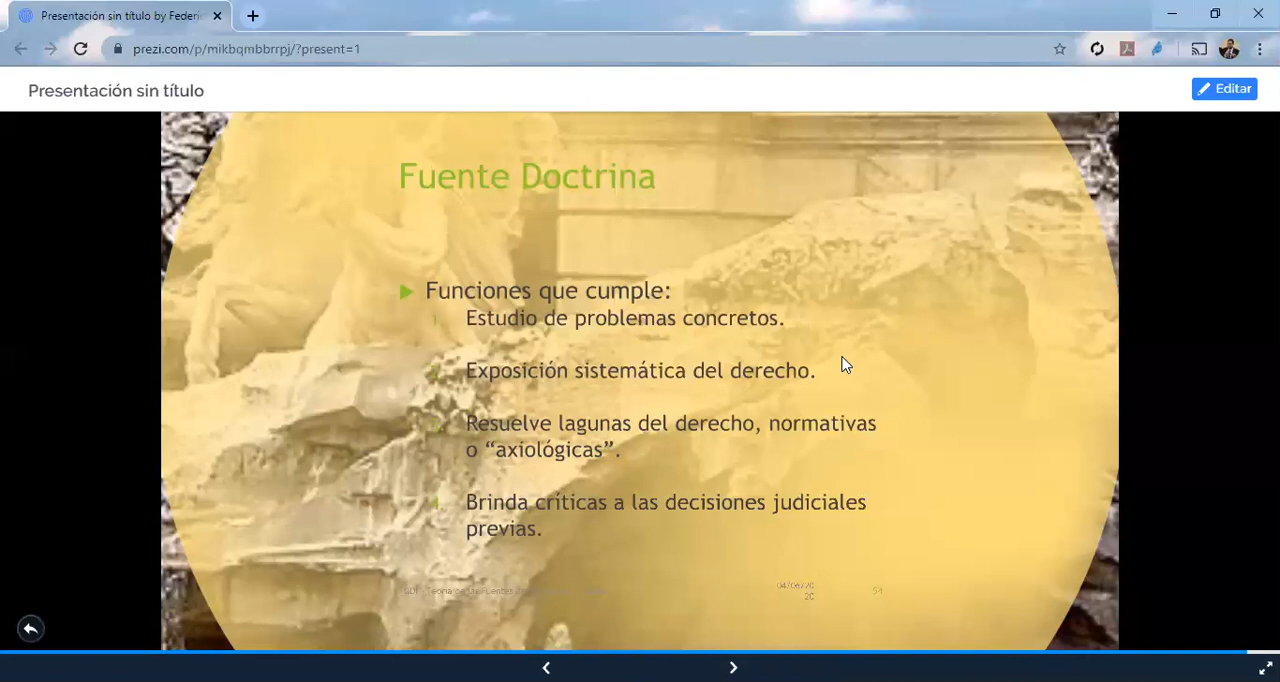 Presentación sin título by Federic
prezi.com/p/mikbqmbbrrpj/?present=1
Presentación sin título
Editar
Fuente Doctrina
Funciones que cumple:
Estudio de problemas concretos.
Exposición sistemática del derecho.
Resuelve lagunas del derecho, normativas
o “axiológicas”.
Brinda críticas a las decisiones judiciales
previas.